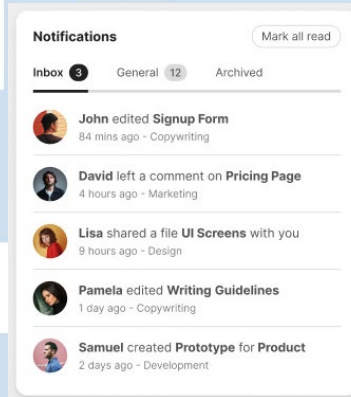 Notifications
Mark all read
Inbox 3 General 12 Archived
John edited Signup Form
84 mins ago - Copywriting
David left a comment on Pricing Page
4 hours ago - Marketing
Lisa shared a file UI Screens with you
9 hours ago - Design
Pamela edited Writing Guidelines
1 day ago - Copywriting
Samuel created Prototype for Product
2 days ago - Development